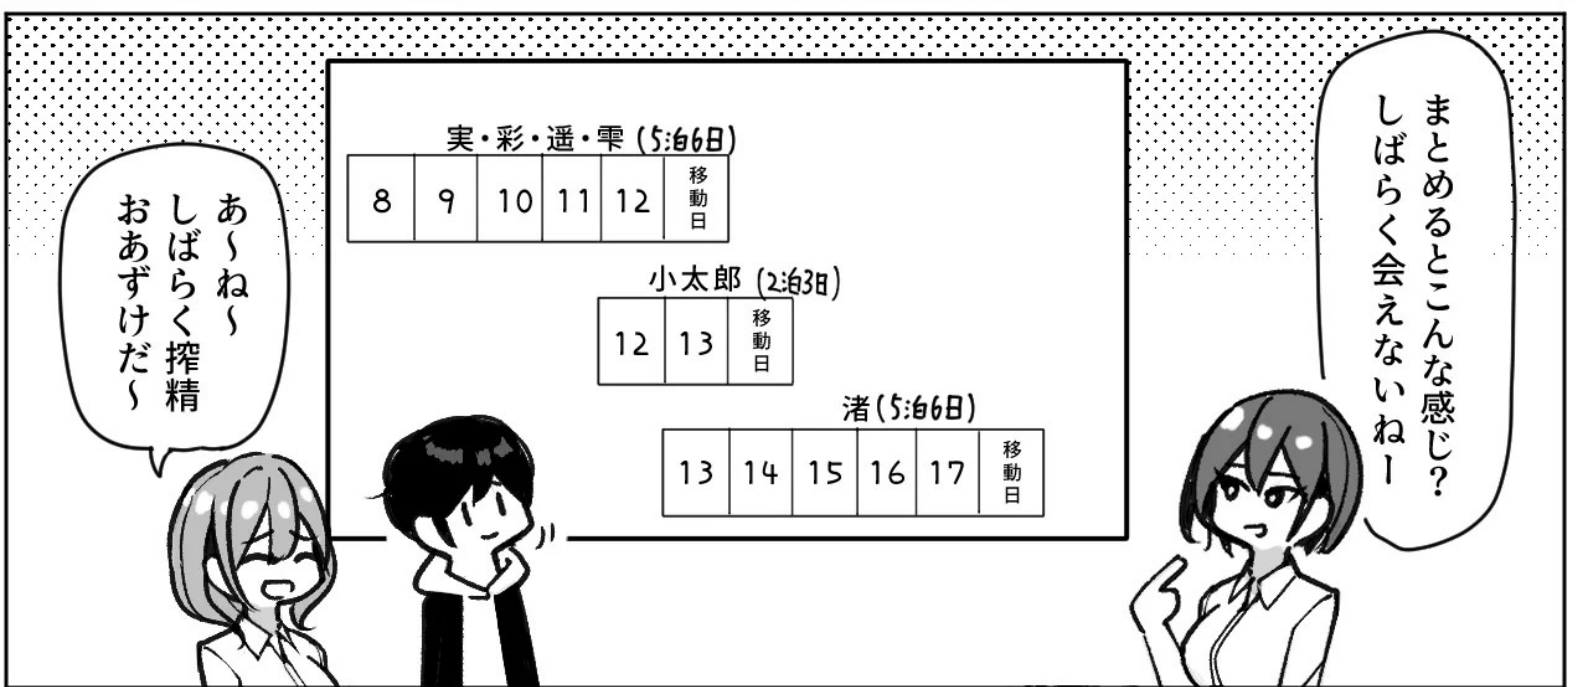 まとめるとこんな感じ？
しばらく会えないねー
実・彩・遥・雫（5泊6日）
8 9 10 11 12 移動日
小太郎（2泊3日）
12 13 移動日
渚（5泊6日）
13 14 15 16 17 移動日
あ～ね～
しばらく搾精
おあずけだ～